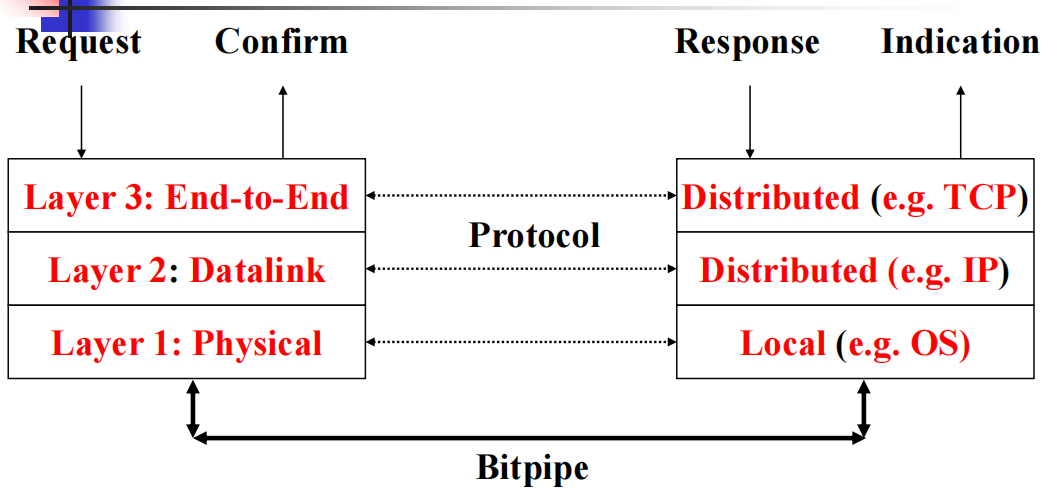 Request Confirm Response Indication
Layer 3: End-to-End Distributed (e.g. TCP)
Protocol
Layer 2: Datalink Distributed (e.g. IP)
Layer 1: Physical Local (e.g. OS)
Bitpipe